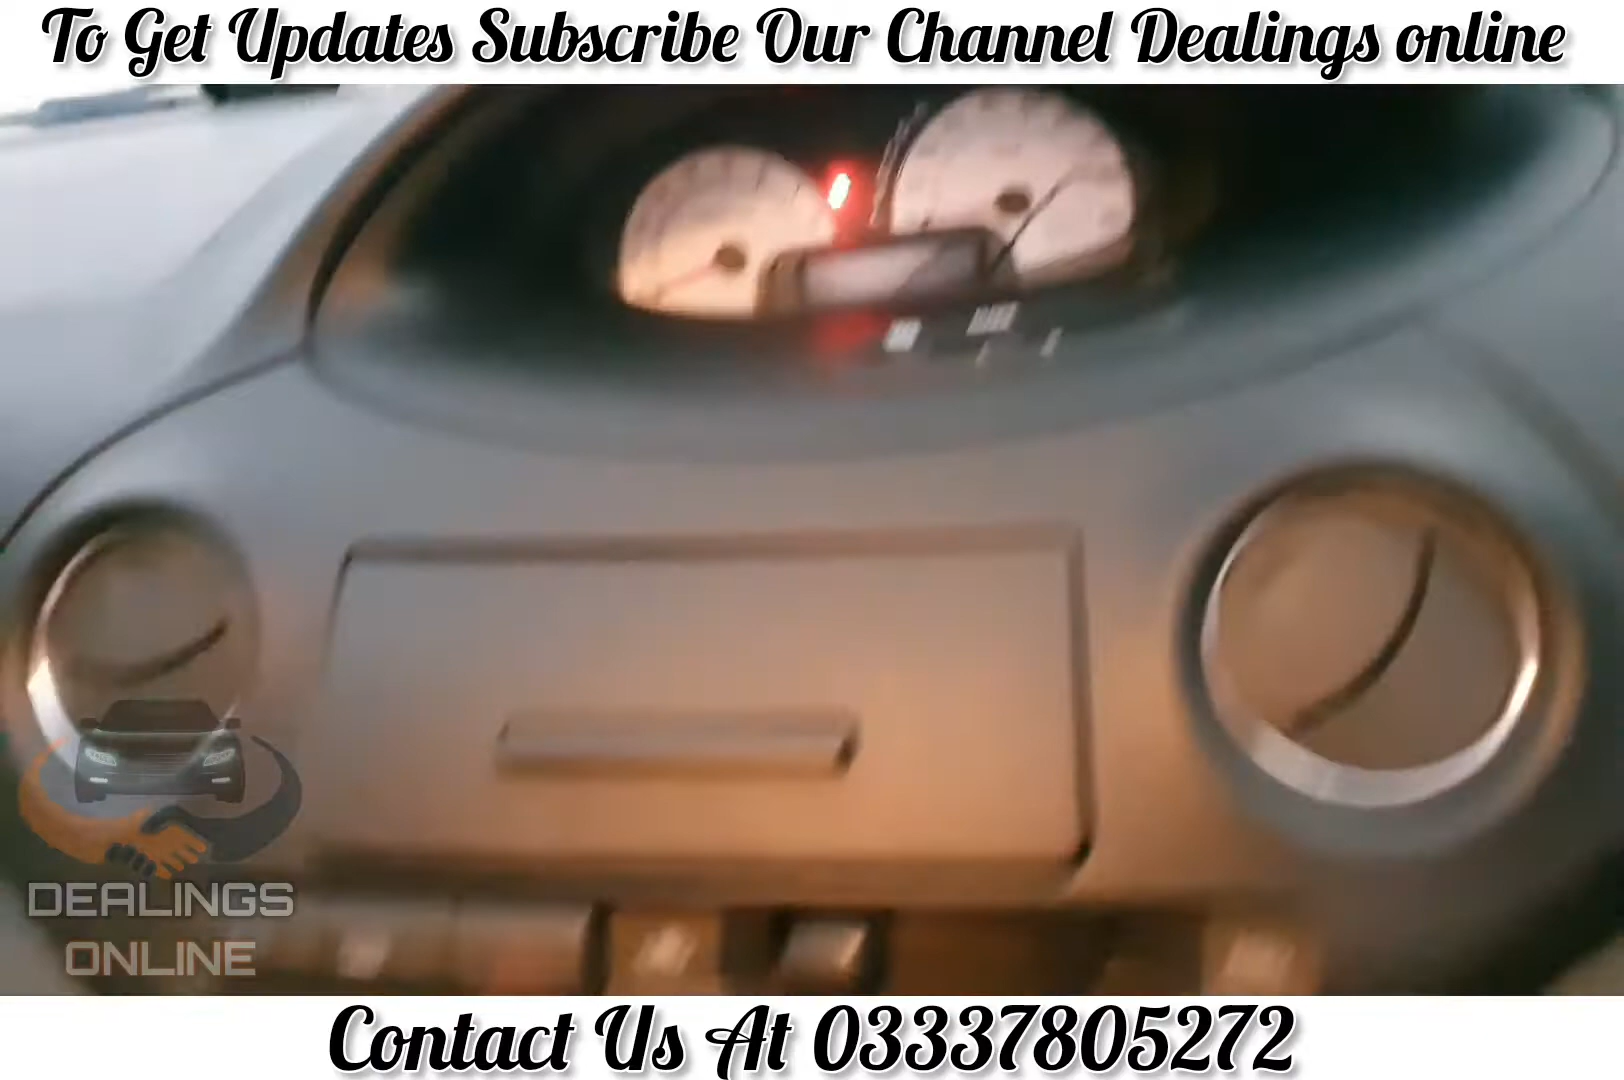 To Get Updates Subscribe Our Channel Dealings online
DEALINGS
ONLINE
Contact Us At 03337805272